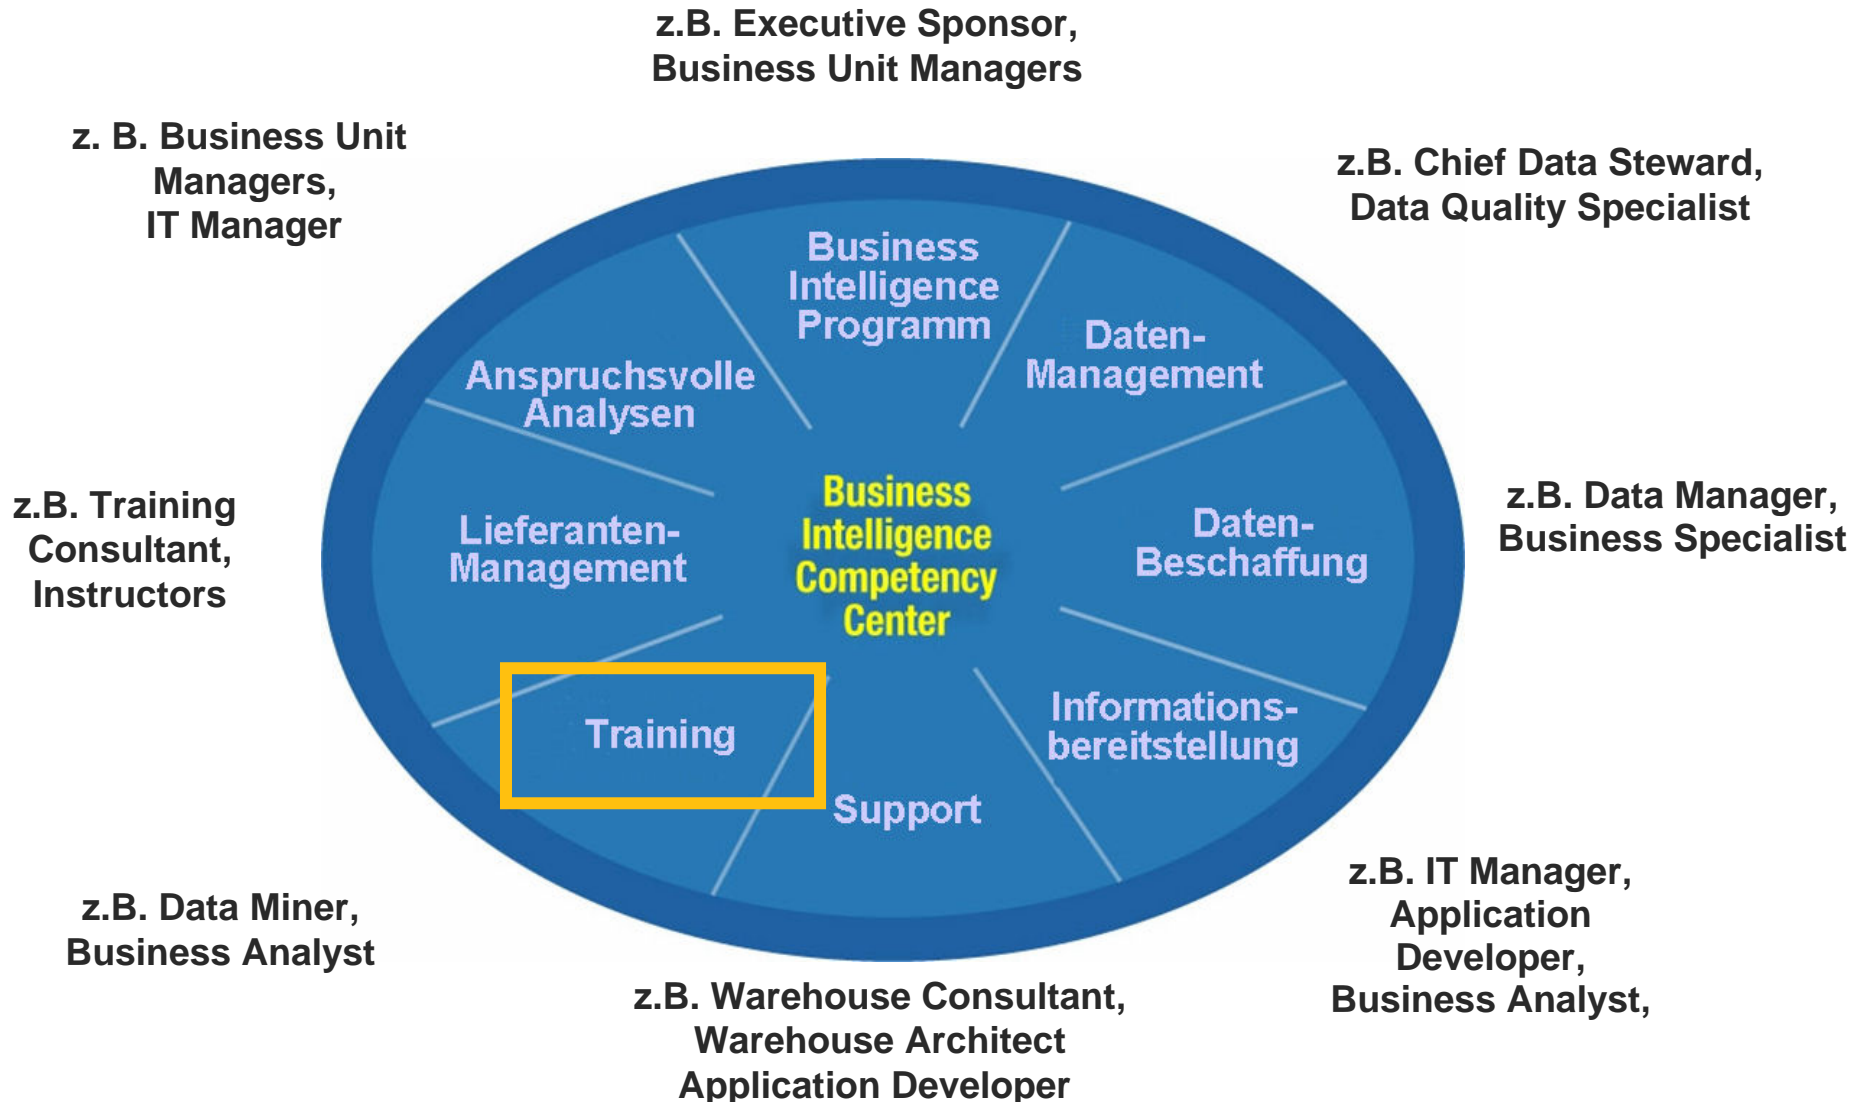 z.B. Executive Sponsor,
Business Unit Managers
z. B. Business Unit
Managers,
IT Manager
z.B. Chief Data Steward,
Data Quality Specialist
Business
Intelligence
Programm
Daten-
Management
Anspruchsvolle
Analysen
z.B. Training
Consultant,
Instructors
Lieferanten-
Management
Business
Intelligence
Competency
Center
Daten-
Beschaffung
z.B. Data Manager,
Business Specialist
Training
Support
Informations-
bereitstellung
z.B. Data Miner,
Business Analyst
z.B. Warehouse Consultant,
Warehouse Architect
Application Developer
z.B. IT Manager,
Application
Developer,
Business Analyst,